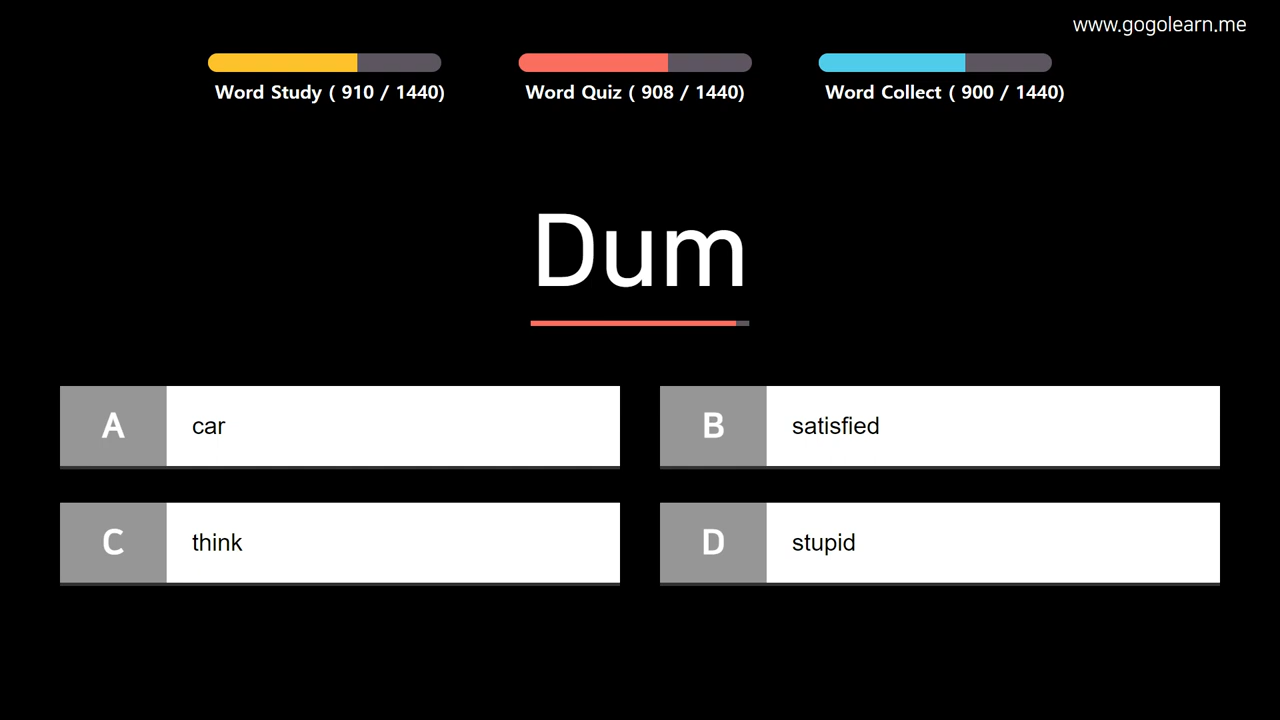 www.gogolearn.me
Word Study ( 910 / 1440)
Word Quiz ( 908 / 1440)
Word Collect ( 900 / 1440)
Dum
A car
B satisfied
C think
D stupid